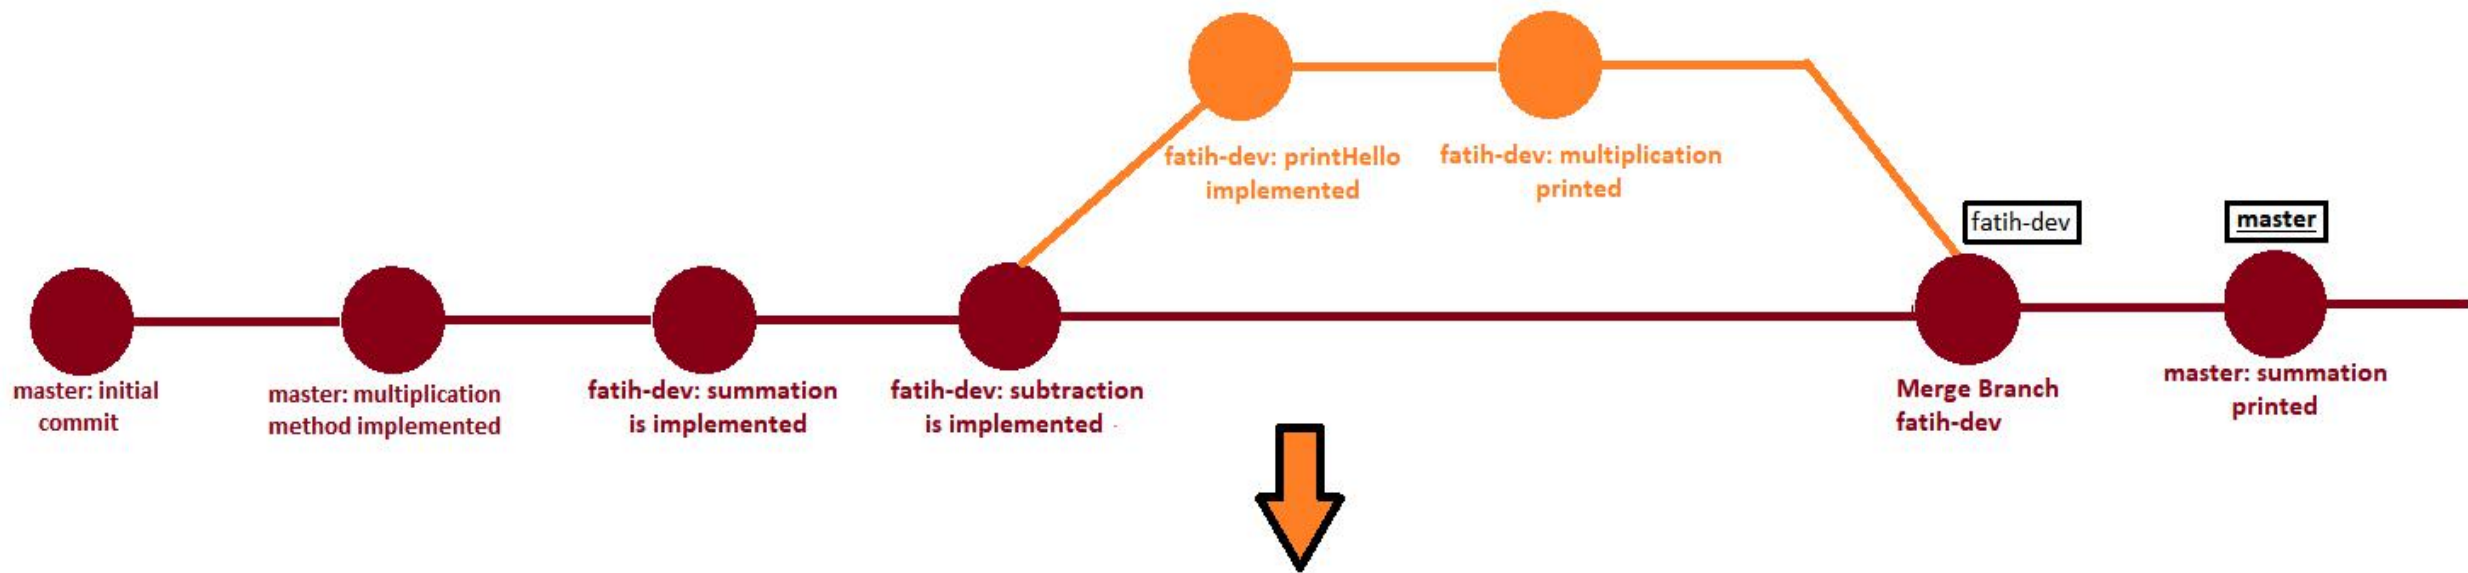 fatih-dev: printHello
implemented
fatih-dev: multiplication
printed
fatih-dev
master
master: initial
commit
master: multiplication
method implemented
fatih-dev: summation
is implemented
fatih-dev: subtraction
is implemented
Merge Branch
fatih-dev
master: summation
printed